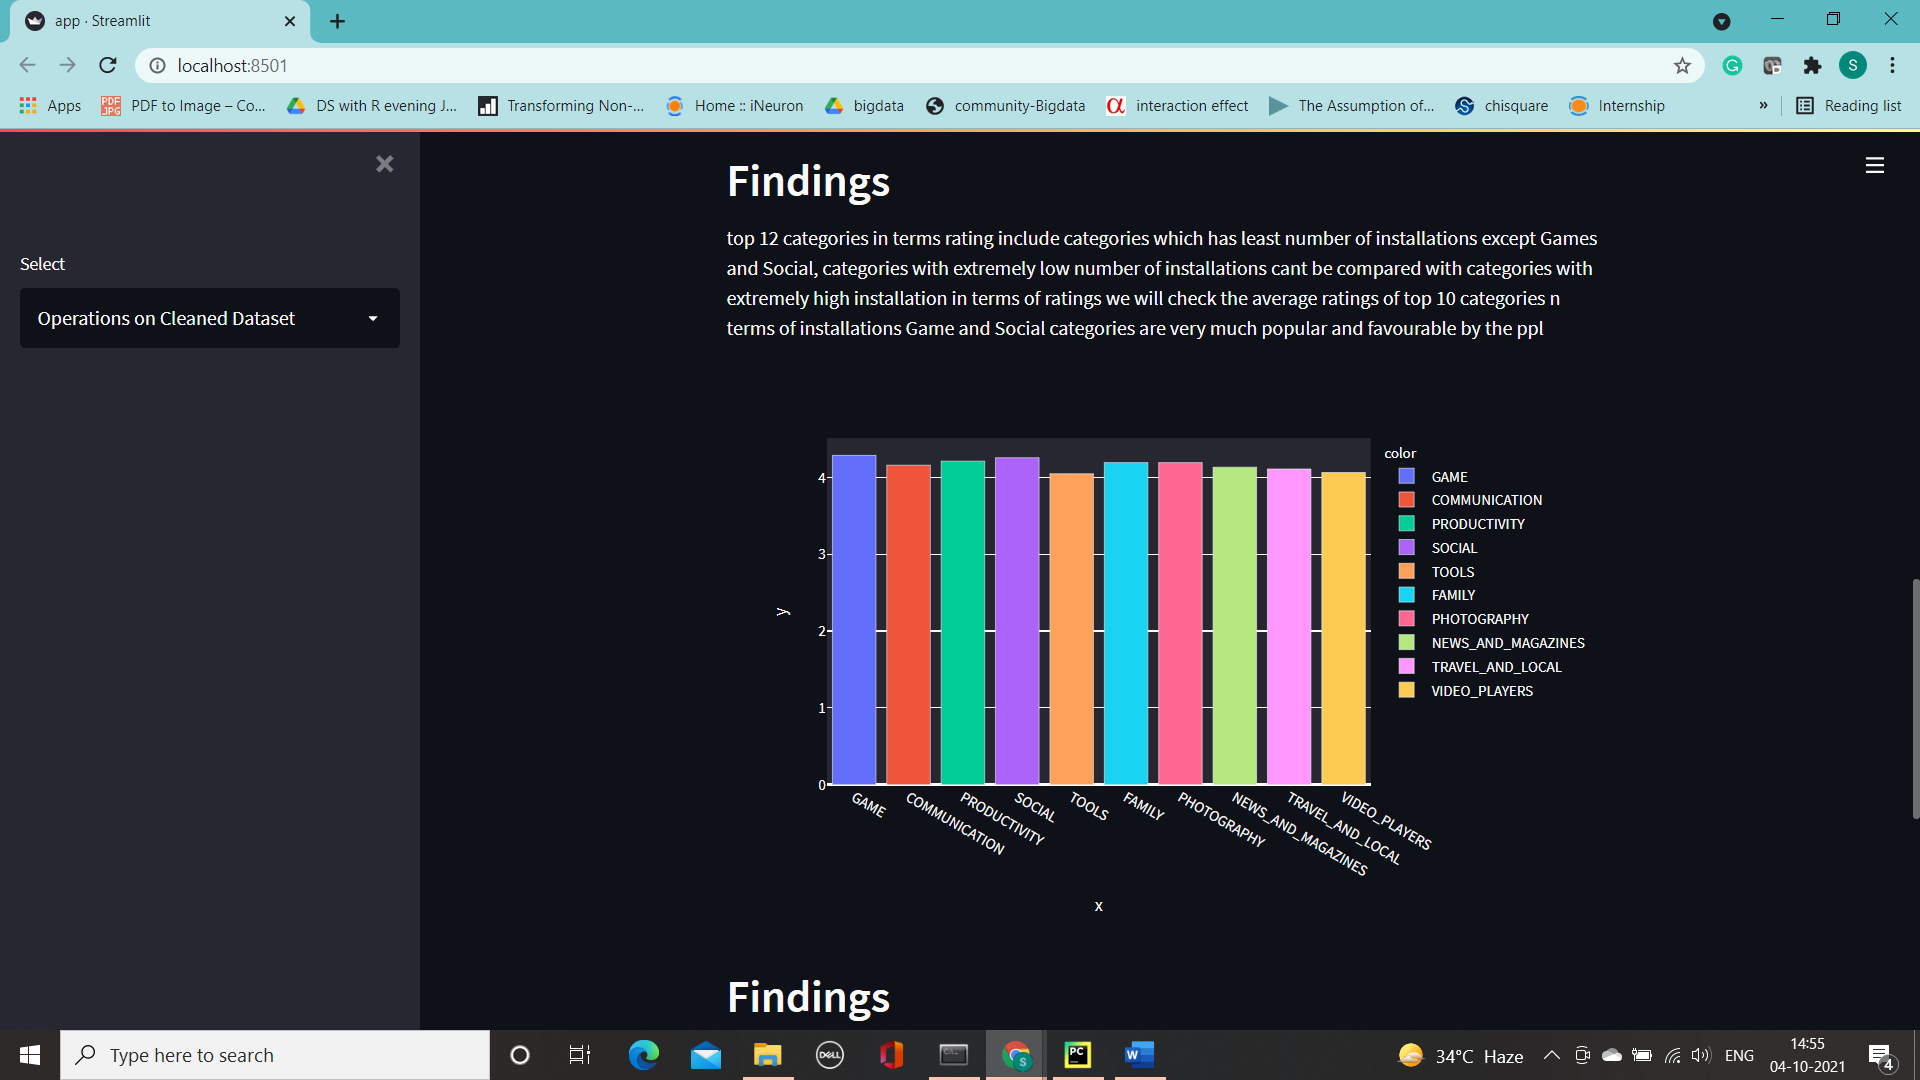 app · Streamlit
localhost:8501
S
Apps
PDF to Image – Co...
DS with R evening J...
Transforming Non-...
Home :: iNeuron
bigdata
community-Bigdata
interaction effect
The Assumption of...
chisquare
Internship
»
Reading list
Select
Operations on Cleaned Dataset
Findings
top 12 categories in terms rating include categories which has least number of installations except Games
and Social, categories with extremely low number of installations cant be compared with categories with
extremely high installation in terms of ratings we will check the average ratings of top 10 categories n
terms of installations Game and Social categories are very much popular and favourable by the ppl
color
GAME
COMMUNICATION
PRODUCTIVITY
SOCIAL
TOOLS
FAMILY
PHOTOGRAPHY
NEWS_AND_MAGAZINES
TRAVEL_AND_LOCAL
VIDEO_PLAYERS
4
3
2
1
0
y
GAME
COMMUNICATION
PRODUCTIVITY
SOCIAL
TOOLS
FAMILY
PHOTOGRAPHY
NEWS_AND_MAGAZINES
TRAVEL_AND_LOCAL
VIDEO_PLAYERS
x
Findings
Type here to search
DELL
S
PC
W
34°C Haze
ENG
14:55
04-10-2021
4